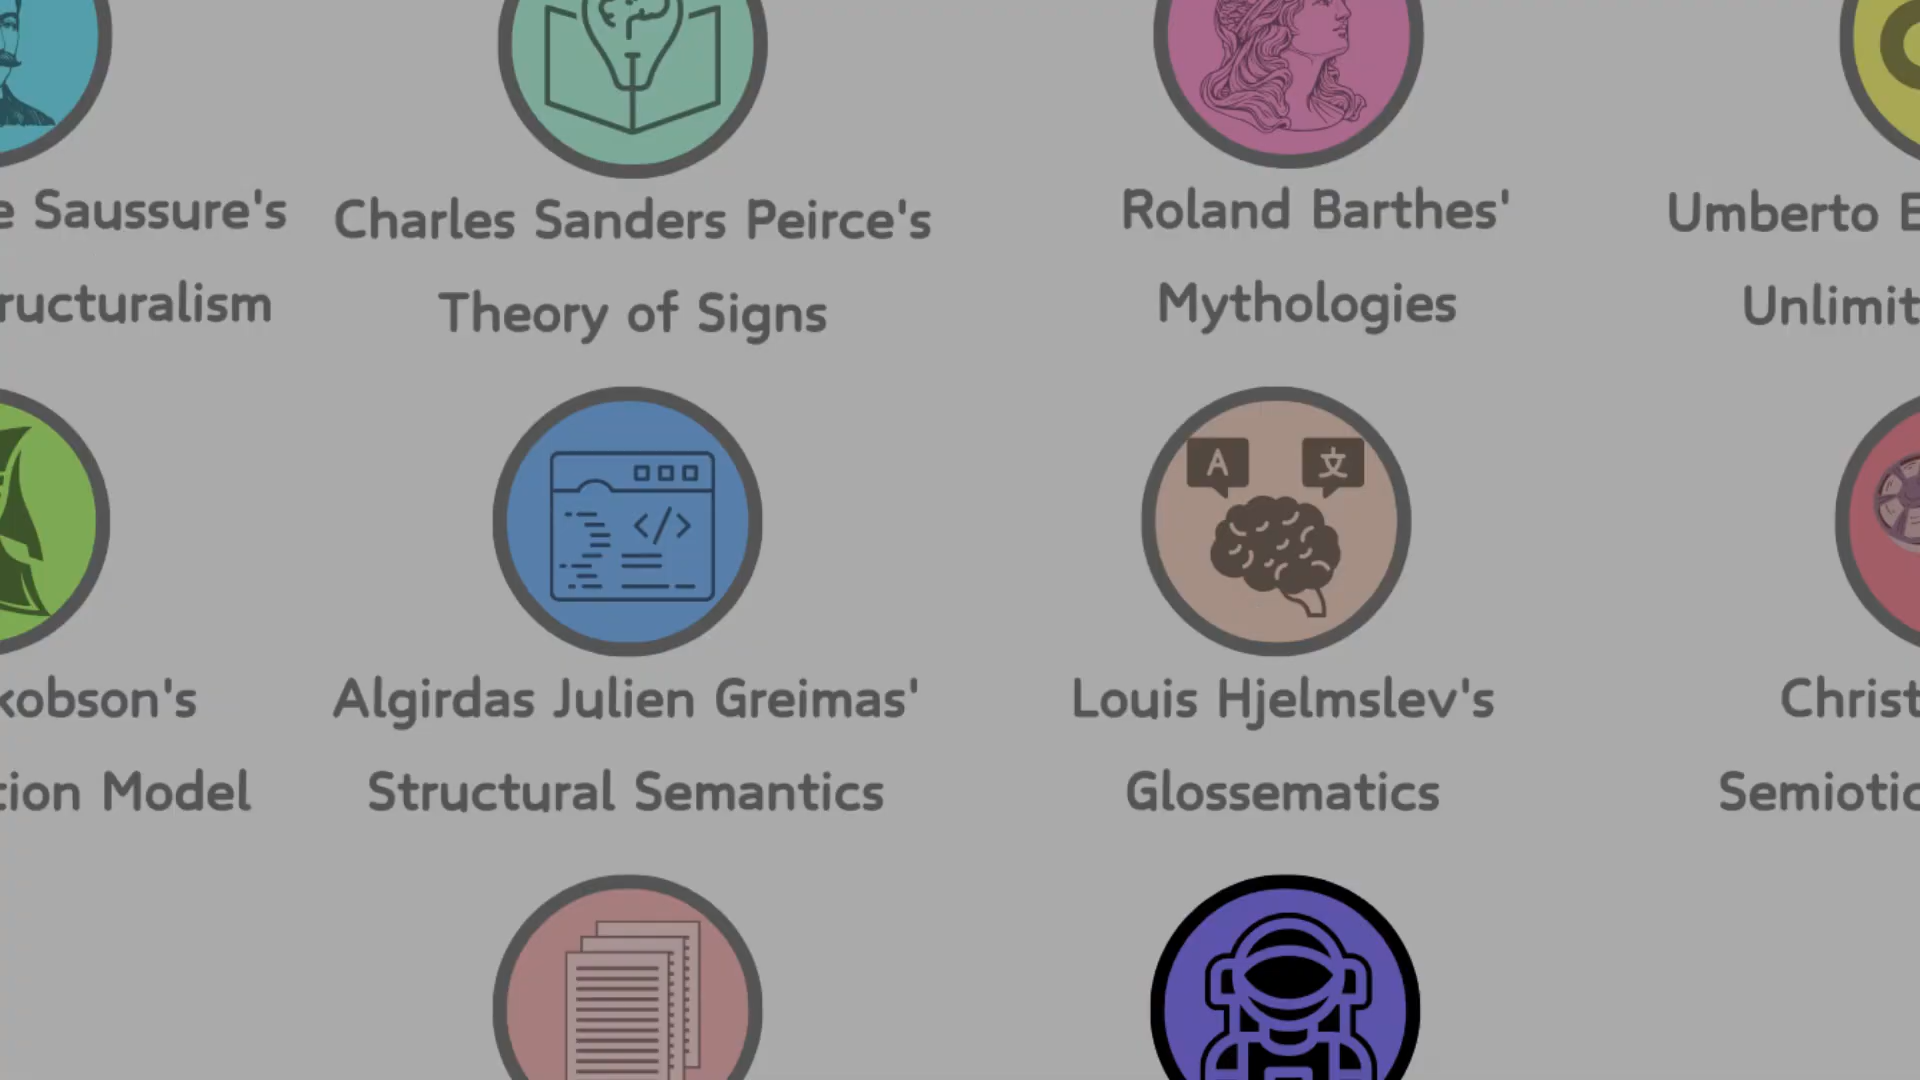 Saussure's
ructuralism
Charles Sanders Peirce's
Theory of Signs
Roland Barthes'
Mythologies
Umberto E
Unlimit
A 文
</>
kobson's
tion Model
Algirdas Julien Greimas'
Structural Semantics
Louis Hjelmslev's
Glossematics
Christ
Semiotic